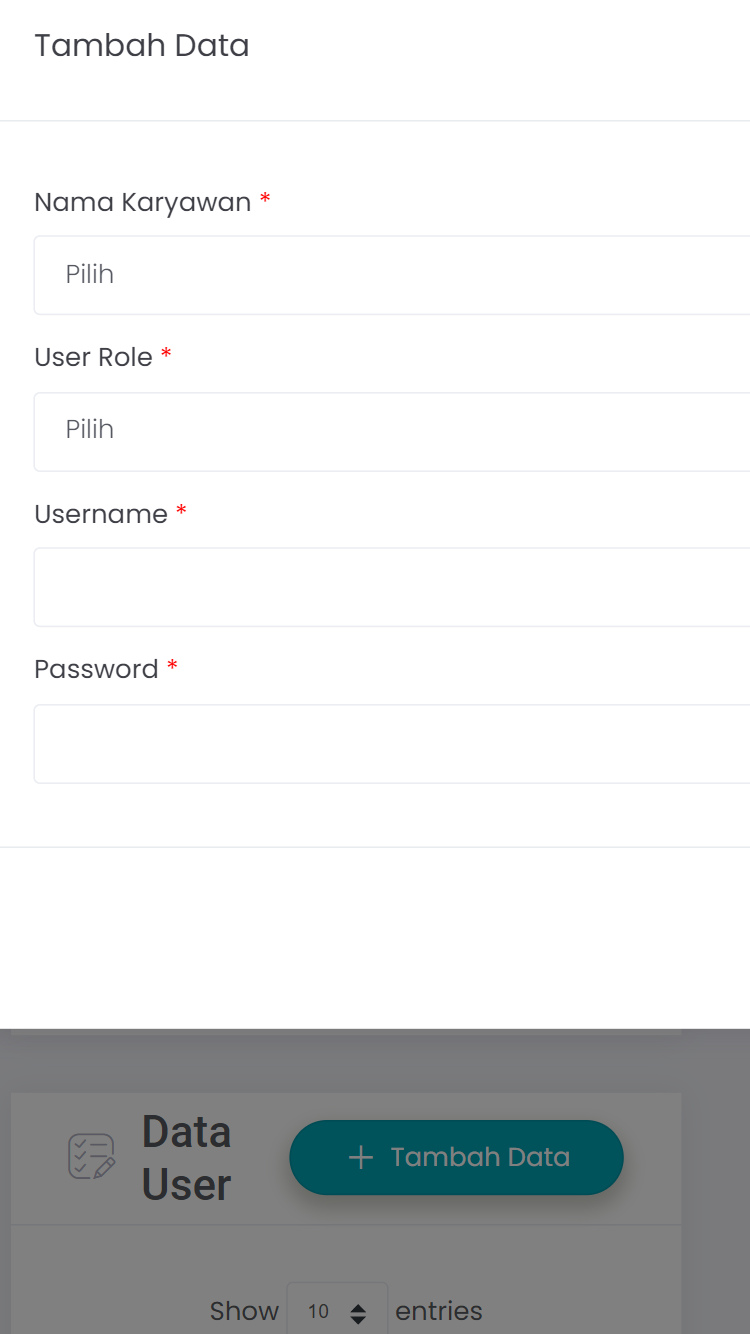 Tambah Data
Nama Karyawan *
Pilih
User Role *
Pilih
Username *
Password *
Data
User
+ Tambah Data
Show 10 entries